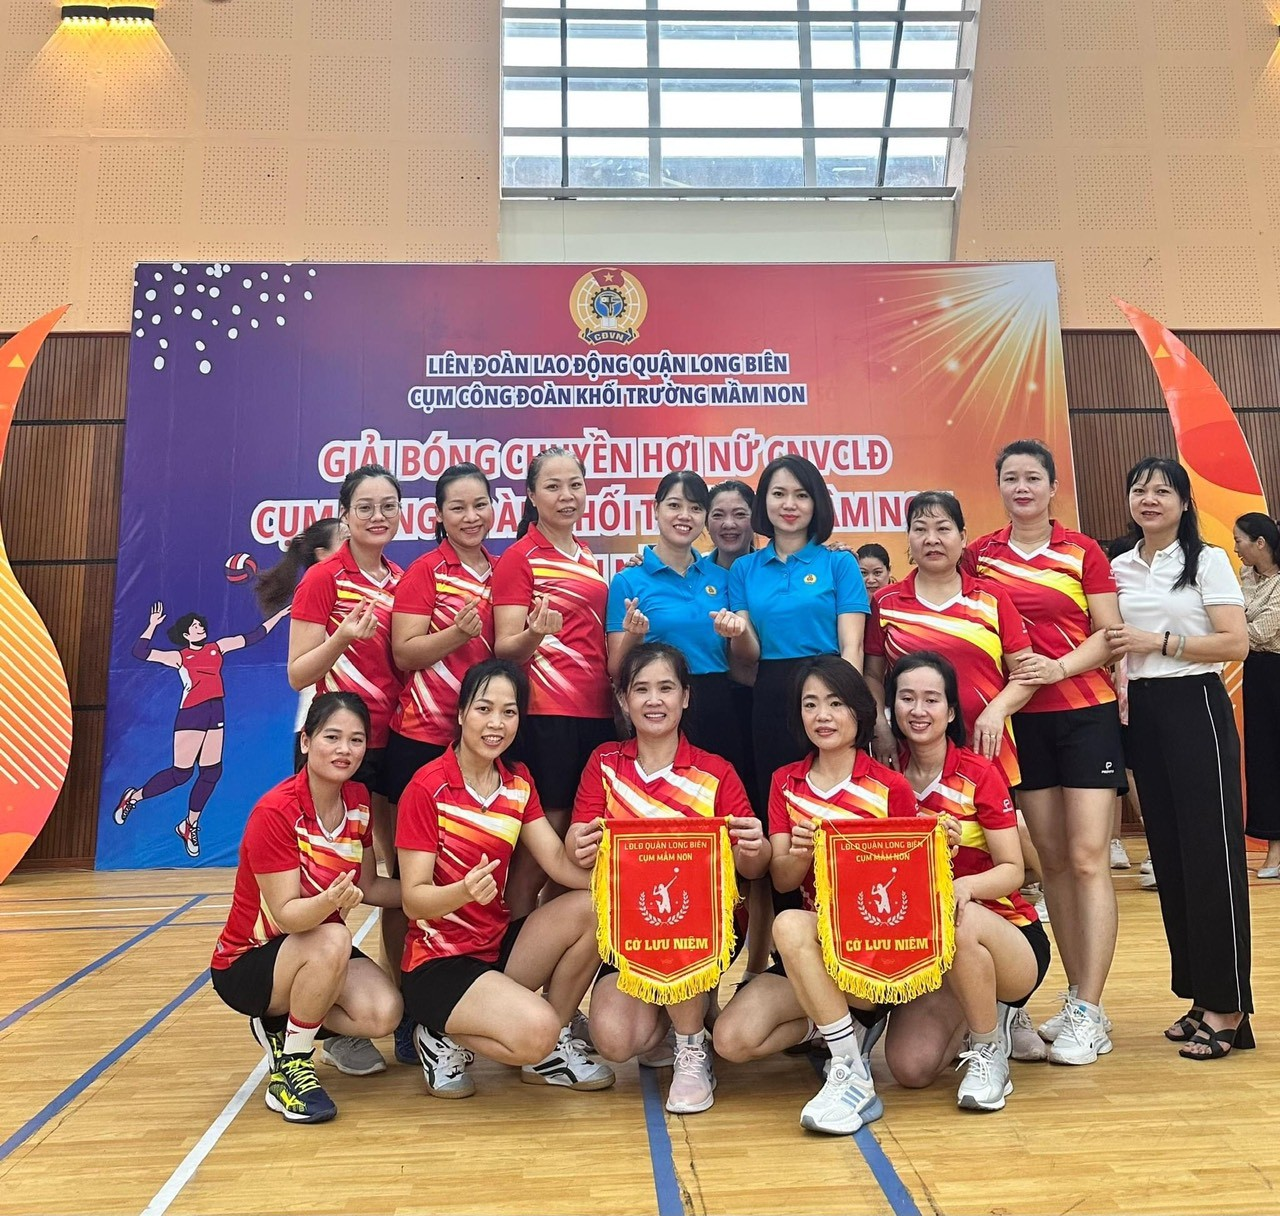 CĐVN
LIÊN ĐOÀN LAO ĐỘNG QUẬN LONG BIÊN
CỤM CÔNG ĐOÀN KHỐI TRƯỜNG MẦM NON
GIẢI BÓNG CHUYỀN HƠI NỮ CNVCLĐ
CỤM KHỐI MẦM NON
LĐLĐ QUẬN LONG BIÊN
CỤM MẦM NON
CỜ LƯU NIỆM
LĐLĐ QUẬN LONG BIÊN
CỤM MẦM NON
CỜ LƯU NIỆM